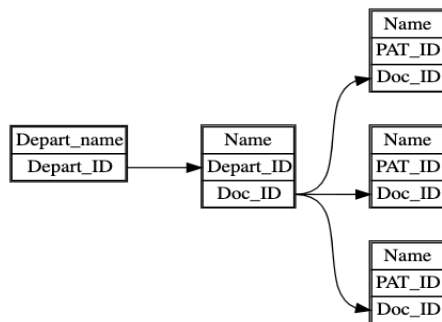 Depart_name
Depart_ID
Name
Depart_ID
Doc_ID
Name
PAT_ID
Doc_ID
Name
PAT_ID
Doc_ID
Name
PAT_ID
Doc_ID